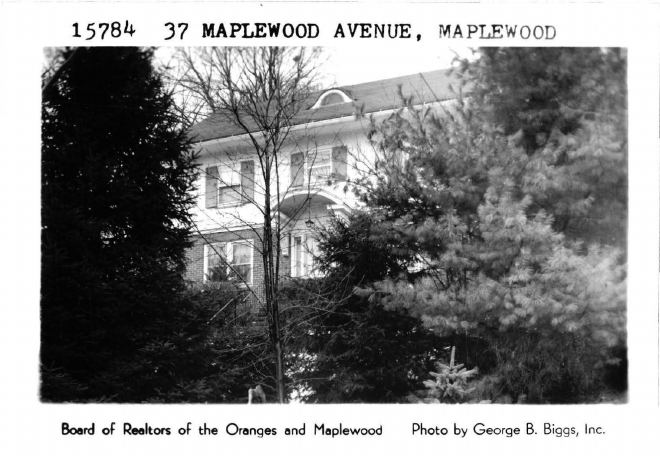 15784 37 MAPLEWOOD AVENUE, MAPLEWOOD
Board of Realtors of the Oranges and Maplewood Photo by George B. Biggs, Inc.